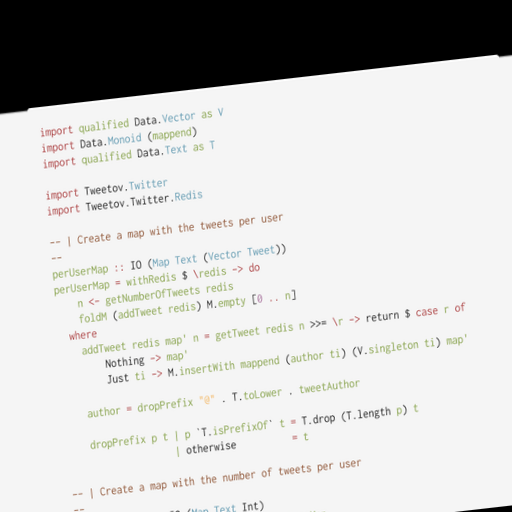 import qualified Data.Vector as V
import Data.Monoid (mappend)
import qualified Data.Text as T
import Tweetov.Twitter
import Tweetov.Twitter.Redis
-- | Create a map with the tweets per user
--
perUserMap :: IO (Map Text (Vector Tweet))
perUserMap = withRedis $ \redis -> do
n <- getNumberOfTweets redis
foldM (addTweet redis) M.empty [0 .. n]
where
addTweet redis map' n = getTweet redis n >>= \r -> return $ case r of
Nothing -> map'
Just ti -> M.insertWith mappend (author ti) (V.singleton ti) map'
author = dropPrefix "@" . T.toLower . tweetAuthor
dropPrefix p t | p `T.isPrefixOf` t = T.drop (T.length p) t
| otherwise = t
-- | Create a map with the number of tweets per user
--
(Map Text Int)